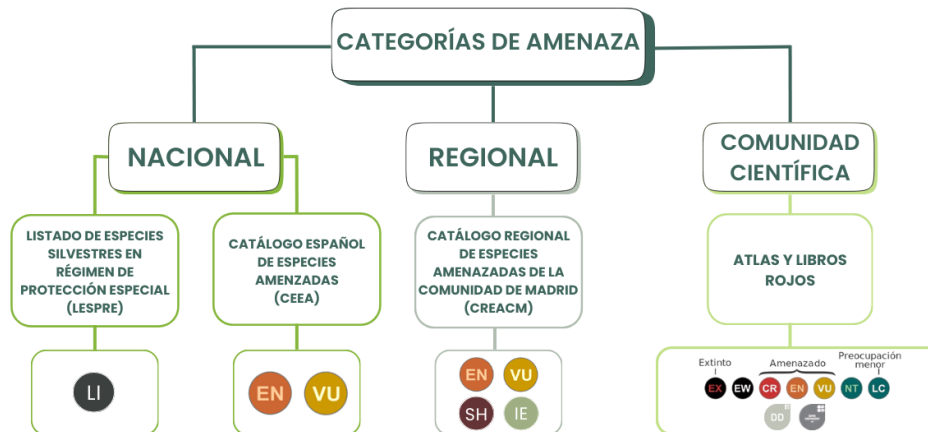 CATEGORÍAS DE AMENAZA
NACIONAL
REGIONAL
COMUNIDAD
CIENTÍFICA
LISTADO DE ESPECIES
SILVESTRES EN
RÉGIMEN DE
PROTECCIÓN ESPECIAL
(LESPRE)
CATÁLOGO ESPAÑOL
DE ESPECIES
AMENZADAS
(CEEA)
CATÁLOGO REGIONAL
DE ESPECIES
AMENAZADAS DE LA
COMUNIDAD DE MADRID
(CREACM)
ATLAS Y LIBROS
ROJOS
LI
EN VU
EN VU
SH IE
Extinto
Amenazado
Preocupación
menor
EX EW CR EN VU NT LC
DD